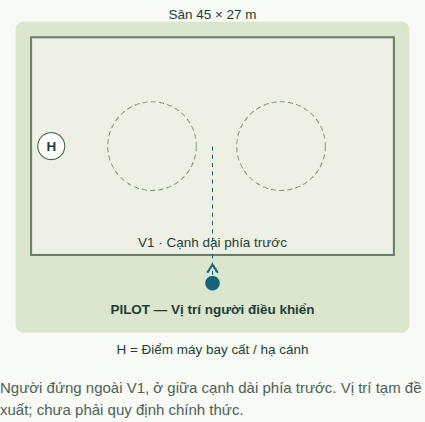 Sân 45 × 27 m
H
V1 · Cạnh dài phía trước
PILOT — Vị trí người điều khiển
H = Điểm máy bay cất / hạ cánh
Người đứng ngoài V1, ở giữa cạnh dài phía trước. Vị trí tạm đề
xuất; chưa phải quy định chính thức.